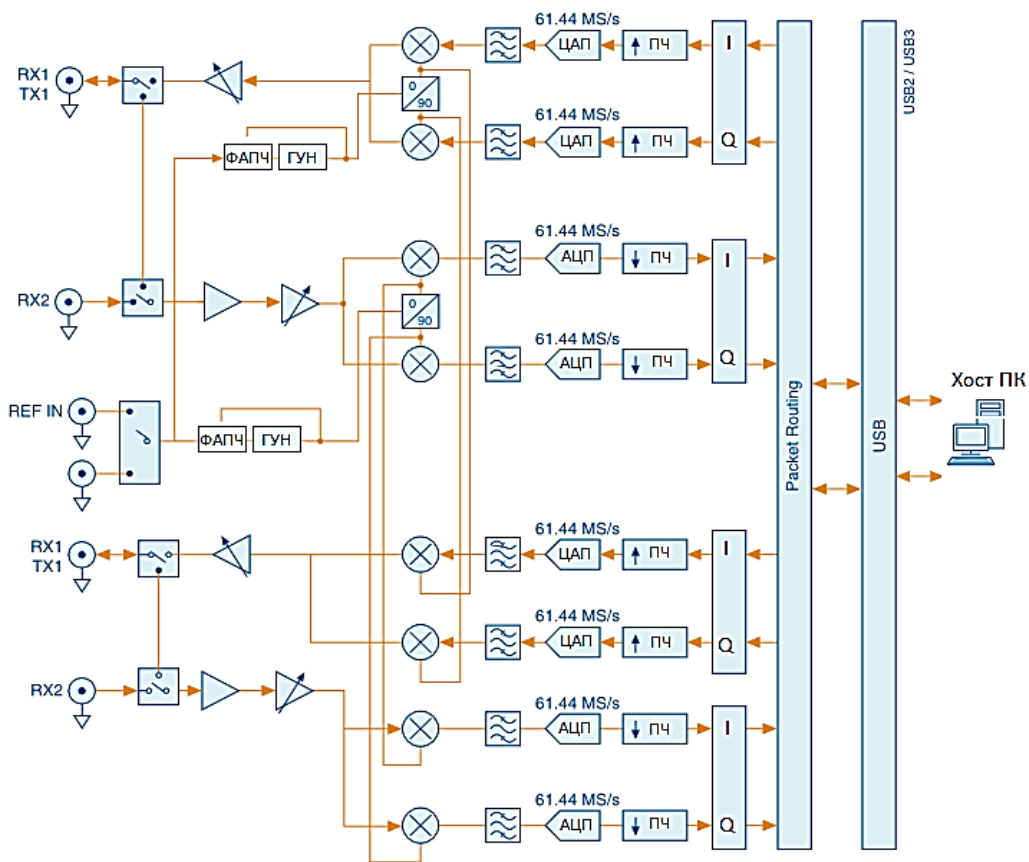 61.44 MS/s
ЦАП
ПЧ
I
RX1
TX1
0
90
61.44 MS/s
ЦАП
ПЧ
Q
ФАПЧ
ГУН
61.44 MS/s
АЦП
ПЧ
I
RX2
0
90
61.44 MS/s
АЦП
ПЧ
Q
REF IN
ФАПЧ
ГУН
61.44 MS/s
ЦАП
ПЧ
I
RX1
TX1
61.44 MS/s
ЦАП
ПЧ
Q
RX2
61.44 MS/s
АЦП
ПЧ
I
61.44 MS/s
АЦП
ПЧ
Q
Packet Routing
USB
USB2 / USB3
Хост ПК